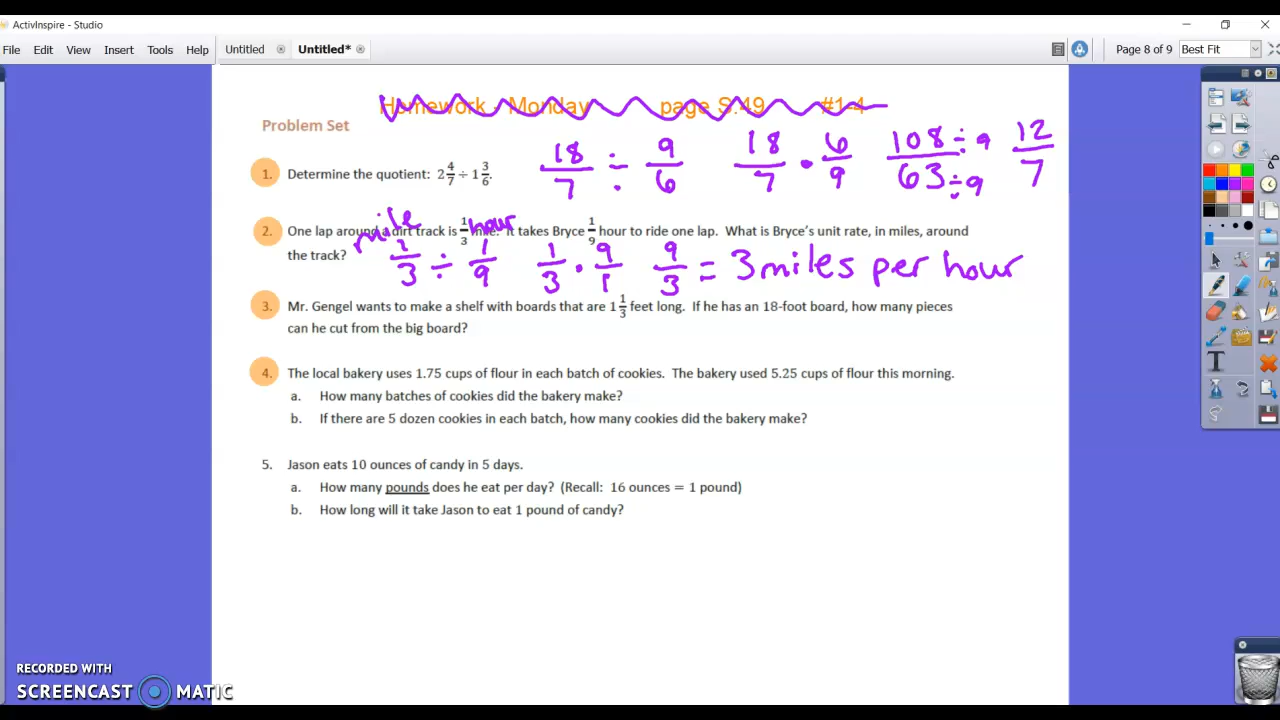 ActivInspire - Studio
File Edit View Insert Tools Help Untitled Untitled* Page 8 of 9 Best Fit
Homework - Monday page S.49 #1-4
Problem Set
1. Determine the quotient: 2 4/7 ÷ 1 3/6. 18/7 ÷ 9/6 18/7 • 6/9 108÷9/63÷9 12/7
mile hour
2. One lap around a dirt track is 1/3 mile. It takes Bryce 1/9 hour to ride one lap. What is Bryce's unit rate, in miles, around
the track? 1/3 ÷ 1/9 1/3 • 9/1 9/3 = 3 miles per hour
3. Mr. Gengel wants to make a shelf with boards that are 1 1/3 feet long. If he has an 18-foot board, how many pieces
can he cut from the big board?
4. The local bakery uses 1.75 cups of flour in each batch of cookies. The bakery used 5.25 cups of flour this morning.
a. How many batches of cookies did the bakery make?
b. If there are 5 dozen cookies in each batch, how many cookies did the bakery make?
5. Jason eats 10 ounces of candy in 5 days.
a. How many pounds does he eat per day? (Recall: 16 ounces = 1 pound)
b. How long will it take Jason to eat 1 pound of candy?
RECORDED WITH
SCREENCAST MATIC